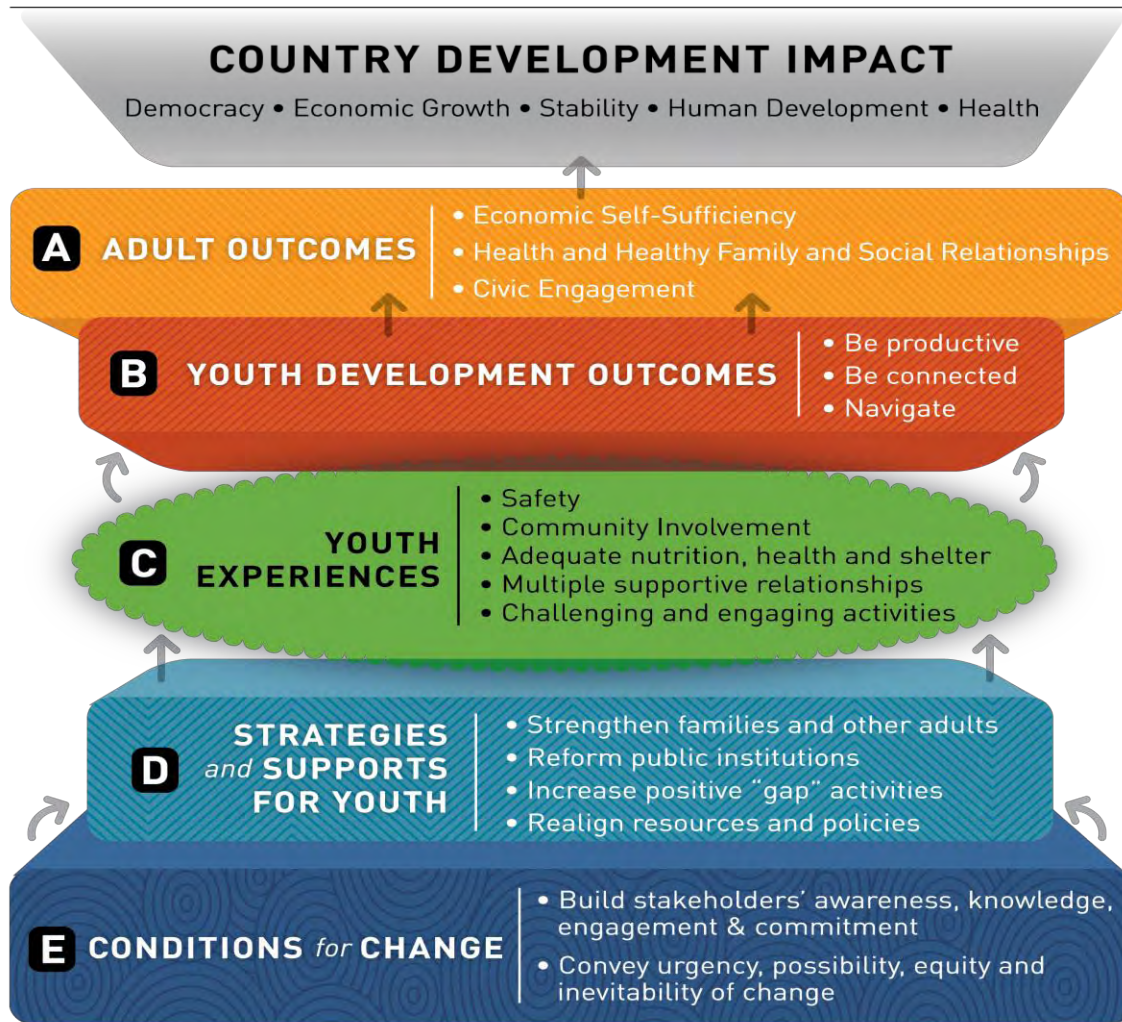 COUNTRY DEVELOPMENT IMPACT
Democracy • Economic Growth • Stability • Human Development • Health
A ADULT OUTCOMES
• Economic Self-Sufficiency
• Health and Healthy Family and Social Relationships
• Civic Engagement
B YOUTH DEVELOPMENT OUTCOMES
• Be productive
• Be connected
• Navigate
C YOUTH
EXPERIENCES
• Safety
• Community Involvement
• Adequate nutrition, health and shelter
• Multiple supportive relationships
• Challenging and engaging activities
D STRATEGIES
and SUPPORTS
FOR YOUTH
• Strengthen families and other adults
• Reform public institutions
• Increase positive “gap” activities
• Realign resources and policies
E CONDITIONS for CHANGE
• Build stakeholders’ awareness, knowledge,
engagement & commitment
• Convey urgency, possibility, equity and
inevitability of change